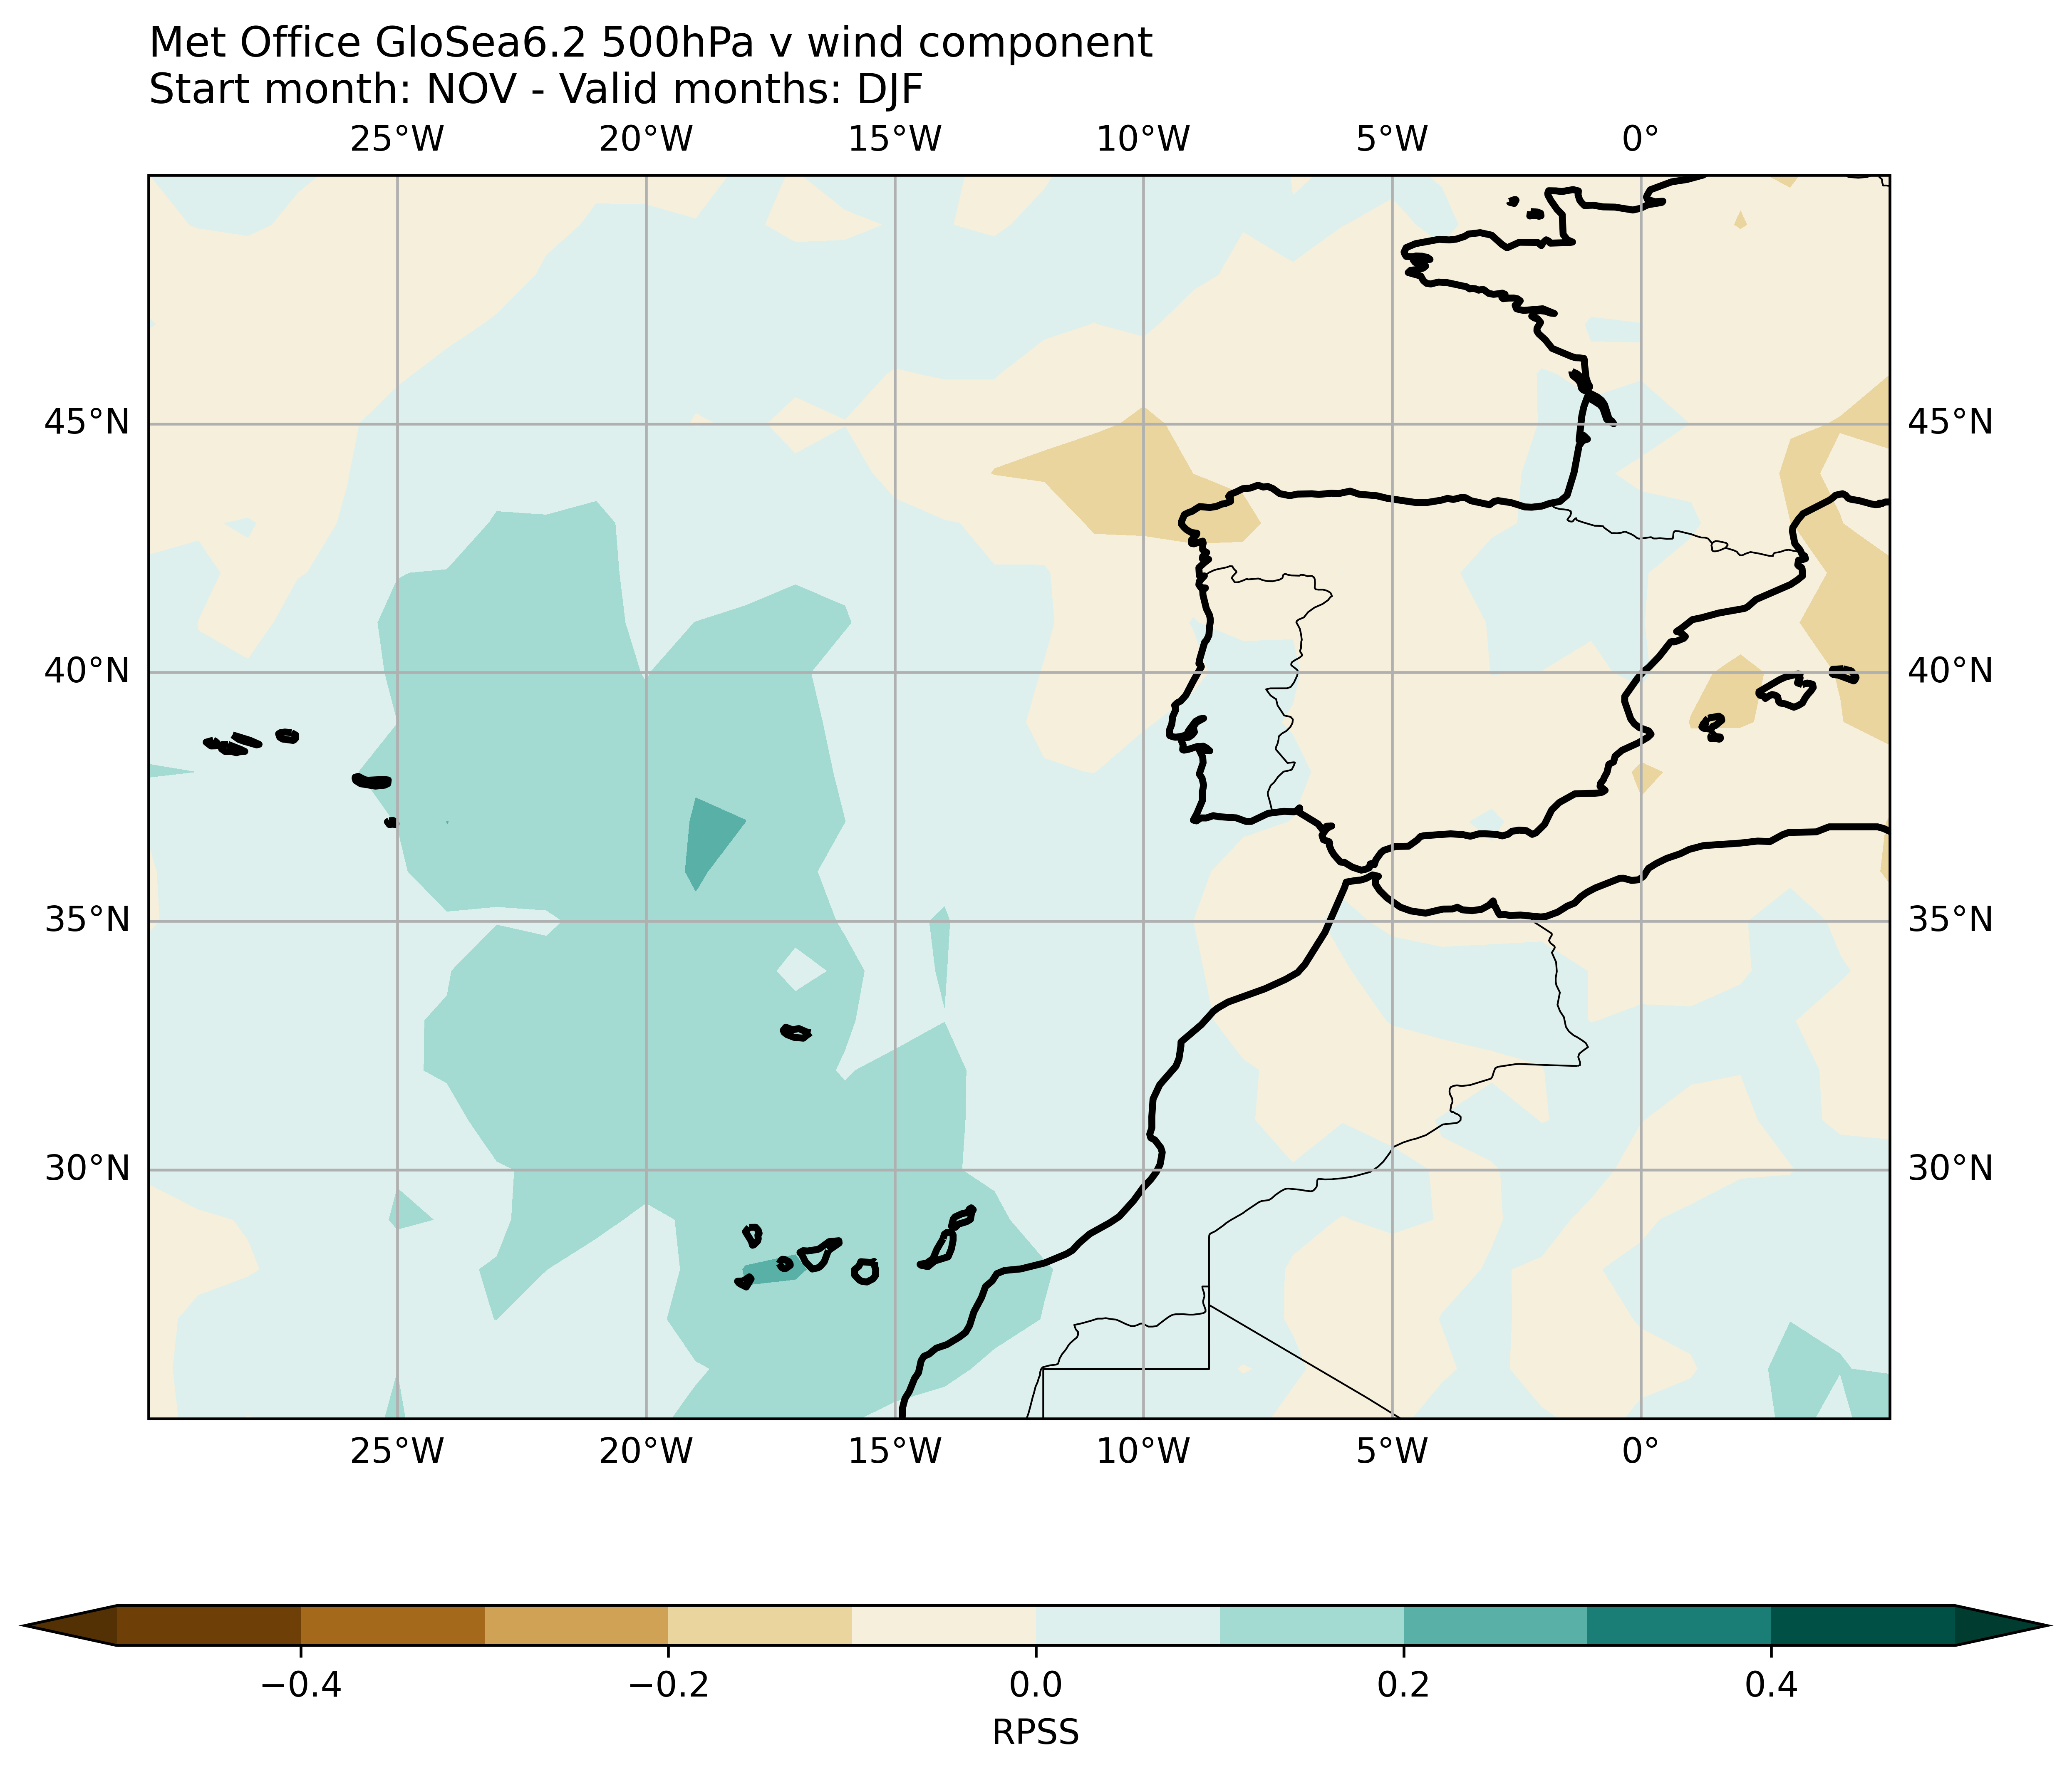 Met Office GloSea6.2 500hPa v wind component
Start month: NOV - Valid months: DJF
25°W 20°W 15°W 10°W 5°W 0°
45°N 45°N
40°N 40°N
35°N 35°N
30°N 30°N
25°W 20°W 15°W 10°W 5°W 0°
−0.4 −0.2 0.0 0.2 0.4
RPSS